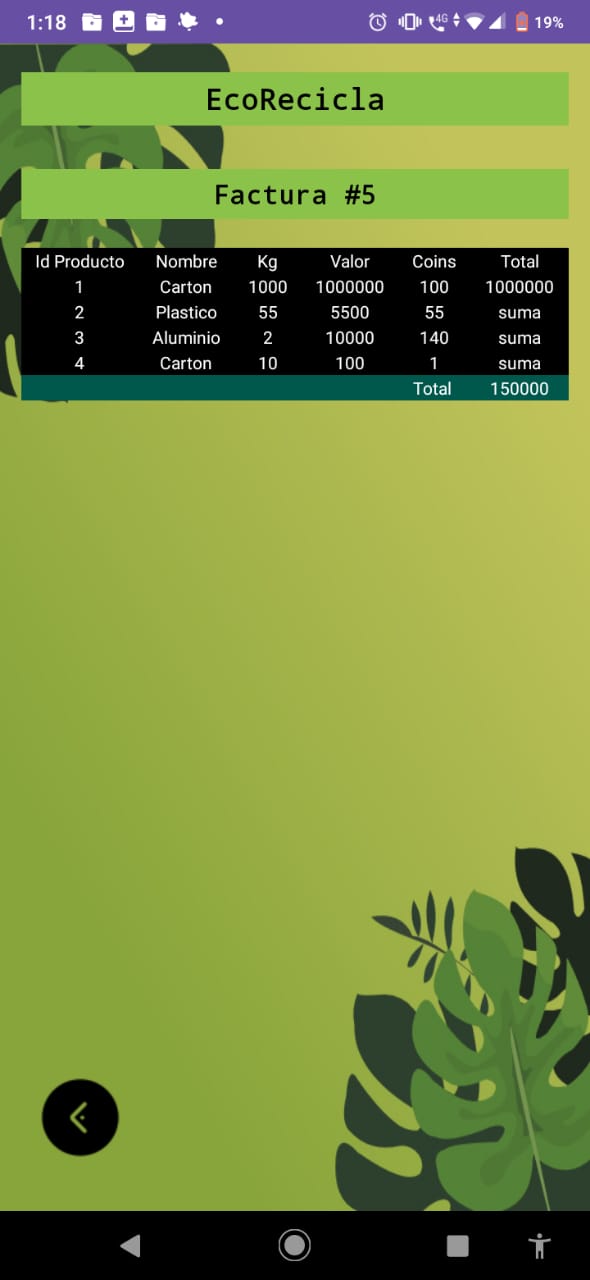 1:18 4G 19%
EcoRecicla
Factura #5
Id Producto Nombre Kg Valor Coins Total
1 Carton 1000 1000000 100 1000000
2 Plastico 55 5500 55 suma
3 Aluminio 2 10000 140 suma
4 Carton 10 100 1 suma
Total 150000